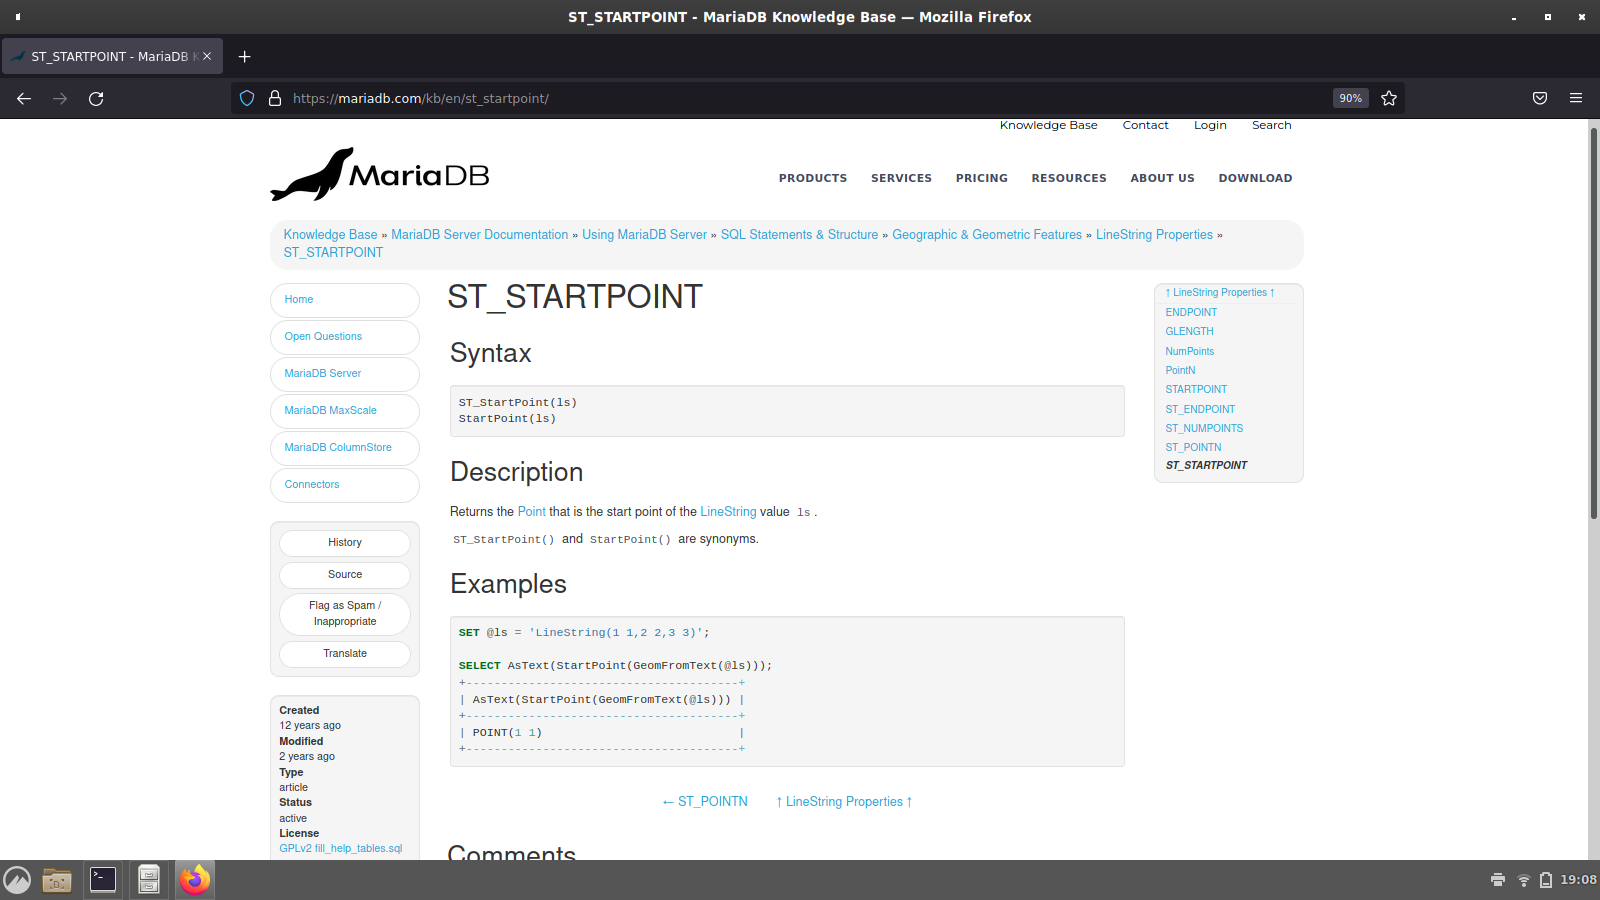 ST_STARTPOINT - MariaDB Knowledge Base — Mozilla Firefox
ST_STARTPOINT - MariaDB K
https://mariadb.com/kb/en/st_startpoint/
90%
Knowledge Base Contact Login Search
MariaDB
PRODUCTS SERVICES PRICING RESOURCES ABOUT US DOWNLOAD
Knowledge Base » MariaDB Server Documentation » Using MariaDB Server » SQL Statements & Structure » Geographic & Geometric Features » LineString Properties »
ST_STARTPOINT
Home
Open Questions
MariaDB Server
MariaDB MaxScale
MariaDB ColumnStore
Connectors
History
Source
Flag as Spam /
Inappropriate
Translate
Created
12 years ago
Modified
2 years ago
Type
article
Status
active
License
GPLv2 fill_help_tables.sql
ST_STARTPOINT
Syntax
ST_StartPoint(ls)
StartPoint(ls)
Description
Returns the Point that is the start point of the LineString value ls .
ST_StartPoint() and StartPoint() are synonyms.
Examples
SET @ls = 'LineString(1 1,2 2,3 3)';
SELECT AsText(StartPoint(GeomFromText(@ls)));
+---------------------------------------+
| AsText(StartPoint(GeomFromText(@ls))) |
+---------------------------------------+
| POINT(1 1)                            |
+---------------------------------------+
← ST_POINTN ↑ LineString Properties ↑
Comments
↑ LineString Properties ↑
ENDPOINT
GLENGTH
NumPoints
PointN
STARTPOINT
ST_ENDPOINT
ST_NUMPOINTS
ST_POINTN
ST_STARTPOINT
19:08